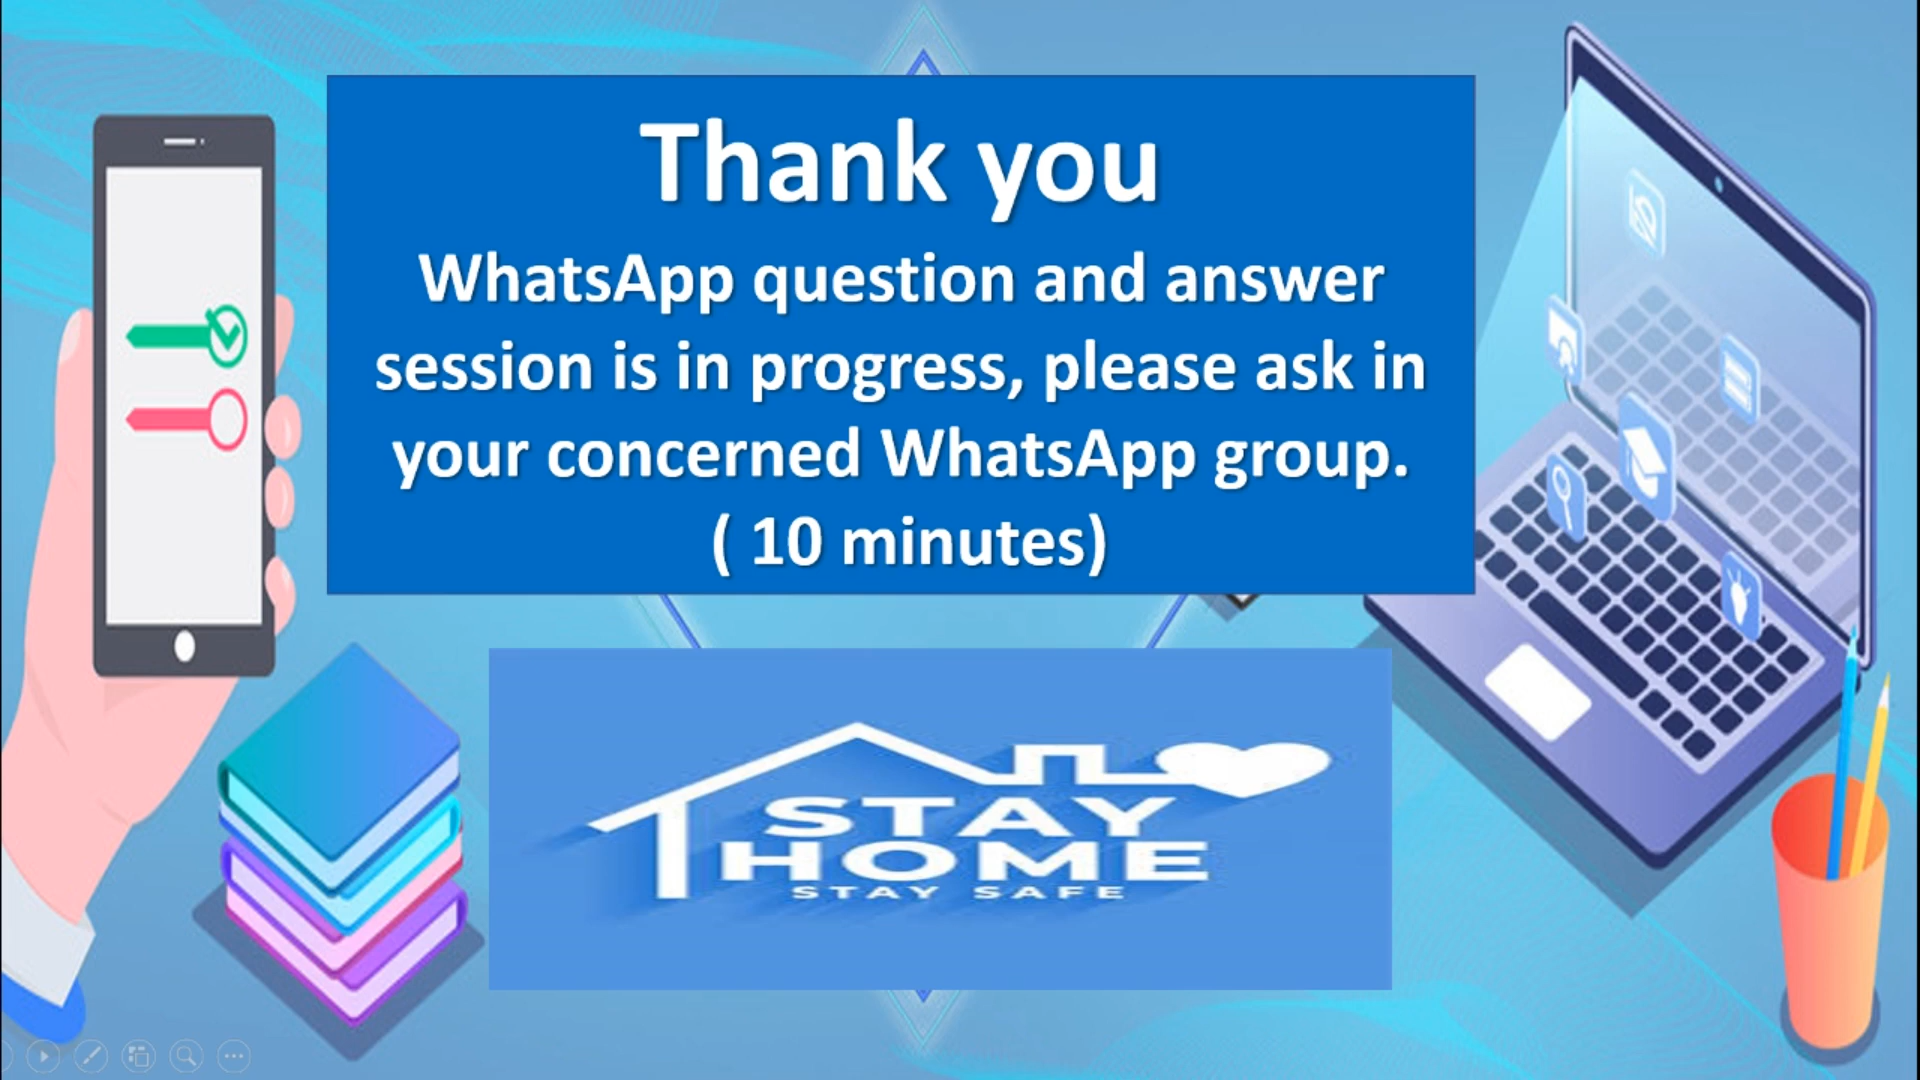 Thank you
WhatsApp question and answer
session is in progress, please ask in
your concerned WhatsApp group.
( 10 minutes)
STAY
HOME
STAY SAFE